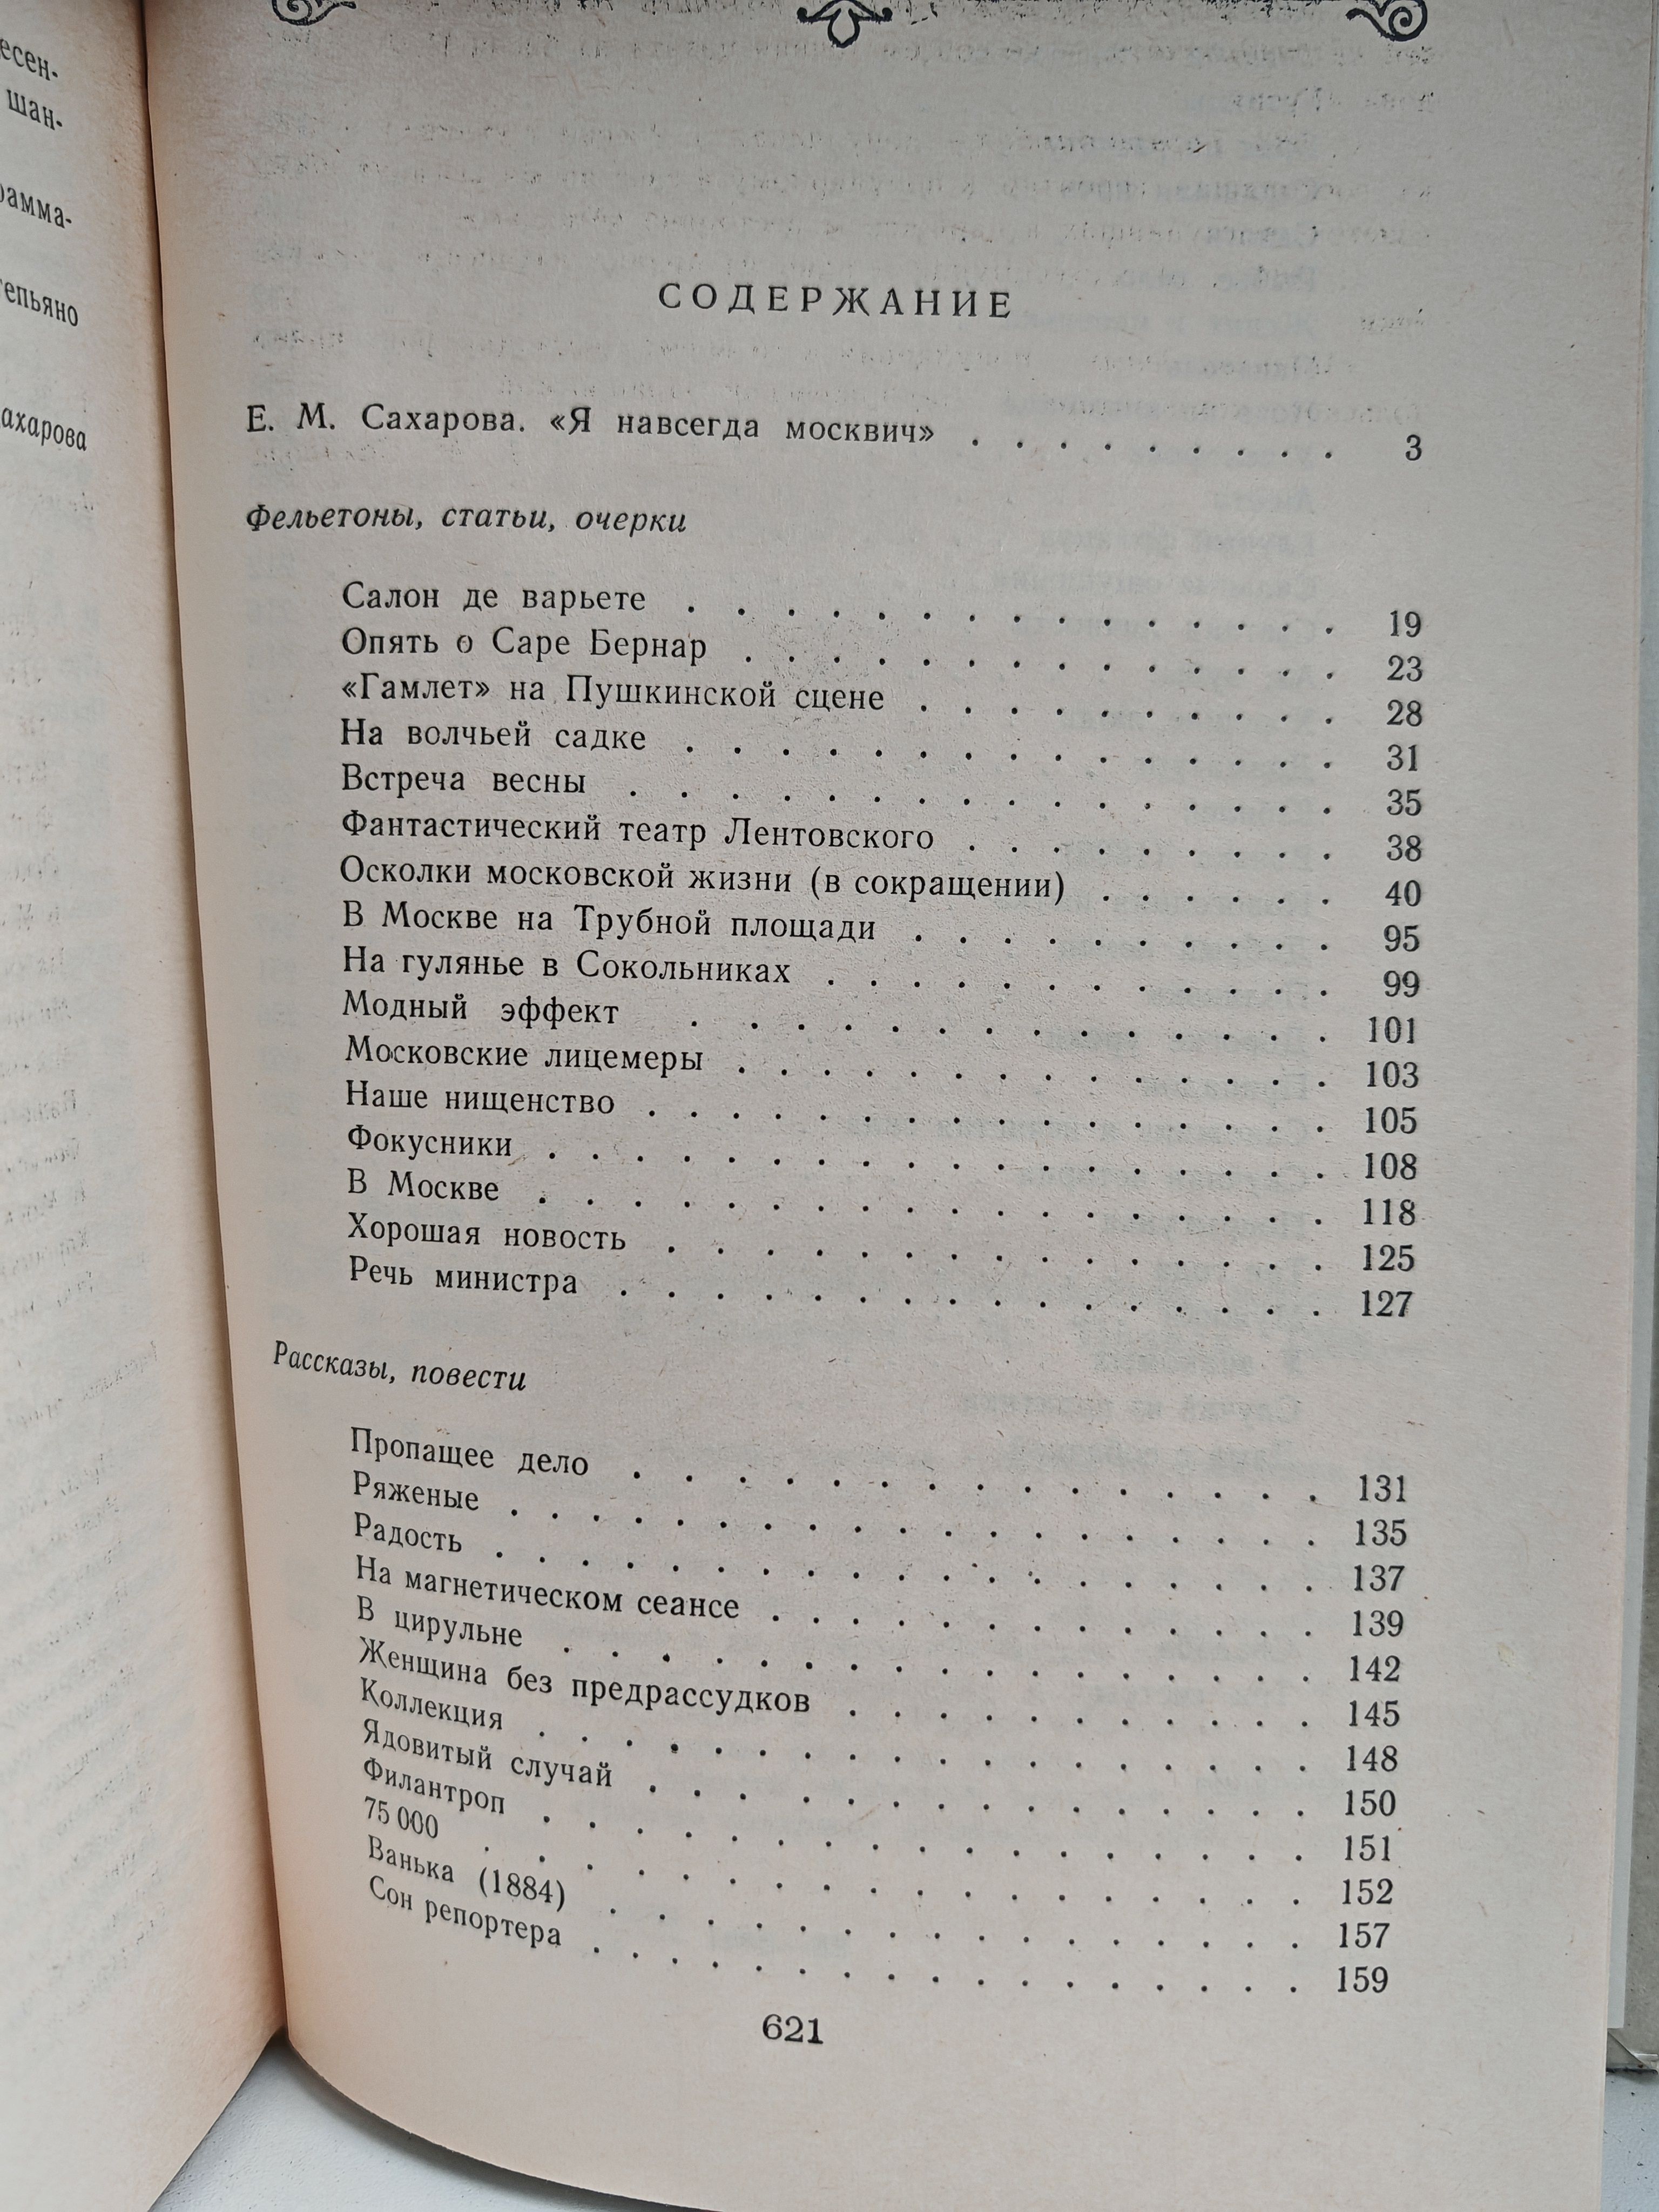 есен-
шан-
рамма-
тепьяно
ахарова
СОДЕРЖАНИЕ
Е. М. Сахарова. «Я навсегда москвич» . . . . . . . . . 3
Фельетоны, статьи, очерки
Салон де варьете . . . . . . . . . . . . . . . 19
Опять о Саре Бернар . . . . . . . . . . . . . . 23
«Гамлет» на Пушкинской сцене . . . . . . . . . . 28
На волчьей садке . . . . . . . . . . . . . . . 31
Встреча весны . . . . . . . . . . . . . . . . 35
Фантастический театр Лентовского . . . . . . . . . 38
Осколки московской жизни (в сокращении) . . . . . . 40
В Москве на Трубной площади . . . . . . . . . . 95
На гулянье в Сокольниках . . . . . . . . . . . . 99
Модный эффект . . . . . . . . . . . . . . 101
Московские лицемеры . . . . . . . . . . . . . . 103
Наше нищенство . . . . . . . . . . . . . . . . 105
Фокусники . . . . . . . . . . . . . . . . . . 108
В Москве . . . . . . . . . . . . . . . . . 118
Хорошая новость . . . . . . . . . . . . . . . 125
Речь министра . . . . . . . . . . . . . . . . 127
Рассказы, повести
Пропащее дело . . . . . . . . . . . . . . . 131
Ряженые . . . . . . . . . . . . . . . . . . . 135
Радость . . . . . . . . . . . . . . . . . . . 137
На магнетическом сеансе . . . . . . . . . . . . . 139
В цирульне . . . . . . . . . . . . . . . . . 142
Женщина без предрассудков . . . . . . . . . . . 145
Коллекция . . . . . . . . . . . . . . . . . . 148
Ядовитый случай . . . . . . . . . . . . . . . 150
Филантроп . . . . . . . . . . . . . . . . . . 151
75 000 . . . . . . . . . . . . . . . . . . . 152
Ванька (1884) . . . . . . . . . . . . . . . 157
Сон репортера . . . . . . . . . . . . . . . . . 159
621